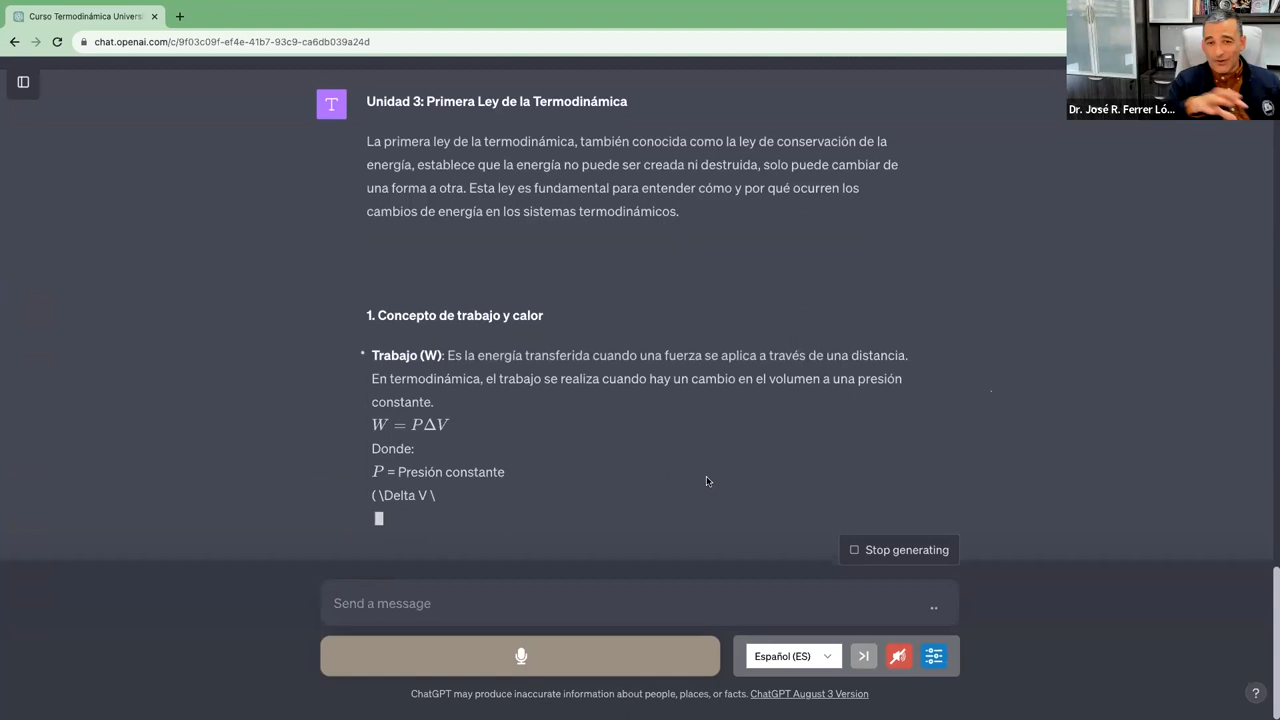 Curso Termodinámica Universi
chat.openai.com/c/9f03c09f-ef4e-41b7-93c9-ca6db039a24d
Dr. José R. Ferrer Ló...
T
Unidad 3: Primera Ley de la Termodinámica
La primera ley de la termodinámica, también conocida como la ley de conservación de la
energía, establece que la energía no puede ser creada ni destruida, solo puede cambiar de
una forma a otra. Esta ley es fundamental para entender cómo y por qué ocurren los
cambios de energía en los sistemas termodinámicos.
1. Concepto de trabajo y calor
• Trabajo (W): Es la energía transferida cuando una fuerza se aplica a través de una distancia.
En termodinámica, el trabajo se realiza cuando hay un cambio en el volumen a una presión
constante.
W = PΔV
Donde:
P = Presión constante
( \Delta V \
Stop generating
Send a message
Español (ES)
ChatGPT may produce inaccurate information about people, places, or facts. ChatGPT August 3 Version
?